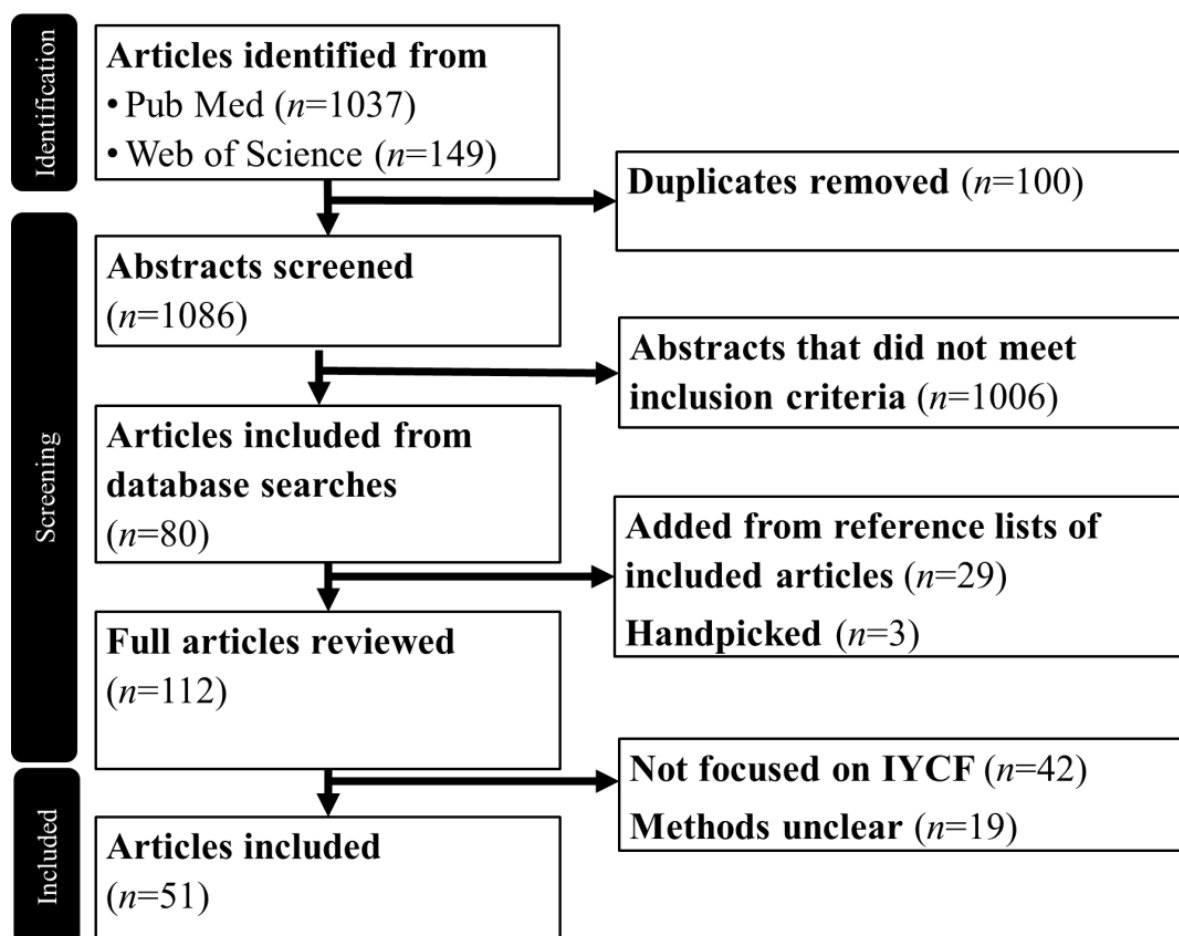 Identification
Articles identified from
• Pub Med (n=1037)
• Web of Science (n=149)
Duplicates removed (n=100)
Screening
Abstracts screened
(n=1086)
Abstracts that did not meet
inclusion criteria (n=1006)
Articles included from
database searches
(n=80)
Added from reference lists of
included articles (n=29)
Handpicked (n=3)
Full articles reviewed
(n=112)
Not focused on IYCF (n=42)
Methods unclear (n=19)
Included
Articles included
(n=51)